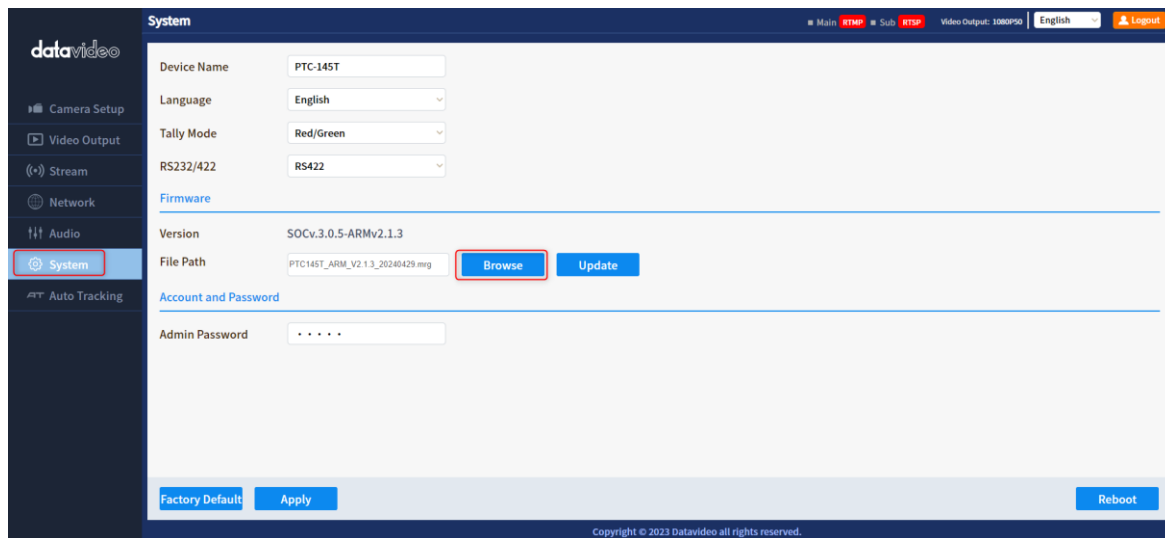 System
Main RTMP Sub RTSP Video Output: 1080P50 English Logout
datavideo
Camera Setup
Video Output
Stream
Network
Audio
System
Auto Tracking
Device Name PTC-145T
Language English
Tally Mode Red/Green
RS232/422 RS422
Firmware
Version SOCv.3.0.5-ARMv2.1.3
File Path PTC145T_ARM_V2.1.3_20240429.mrg Browse Update
Account and Password
Admin Password • • • • •
Factory Default Apply Reboot
Copyright © 2023 Datavideo all rights reserved.